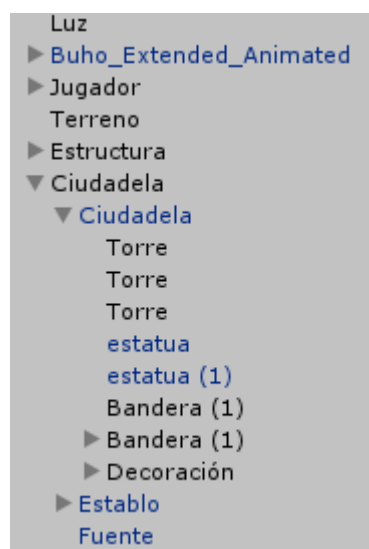 Luz
Buho_Extended_Animated
Jugador
Terreno
Estructura
Ciudadela
Ciudadela
Torre
Torre
Torre
estatua
estatua (1)
Bandera (1)
Bandera (1)
Decoración
Establo
Fuente